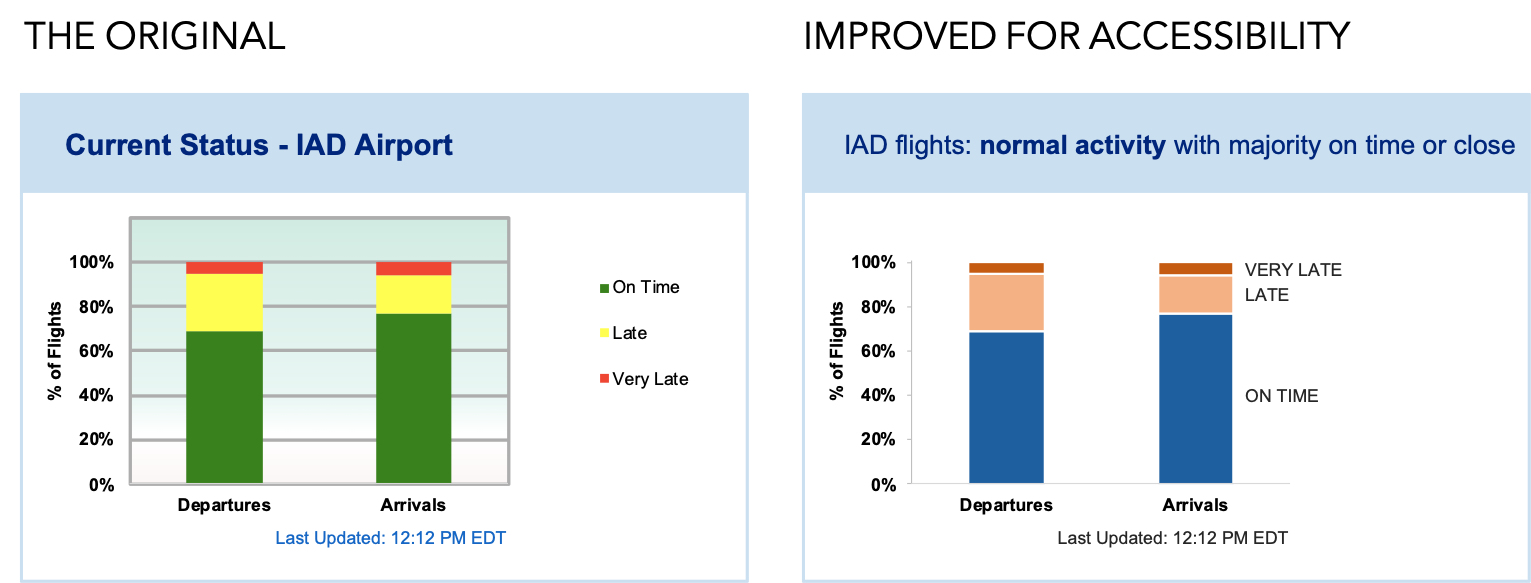 THE ORIGINAL
Current Status - IAD Airport
% of Flights
100%
80%
60%
40%
20%
0%
Departures
Arrivals
On Time
Late
Very Late
Last Updated: 12:12 PM EDT
IMPROVED FOR ACCESSIBILITY
IAD flights: normal activity with majority on time or close
% of Flights
100%
80%
60%
40%
20%
0%
Departures
Arrivals
VERY LATE
LATE
ON TIME
Last Updated: 12:12 PM EDT